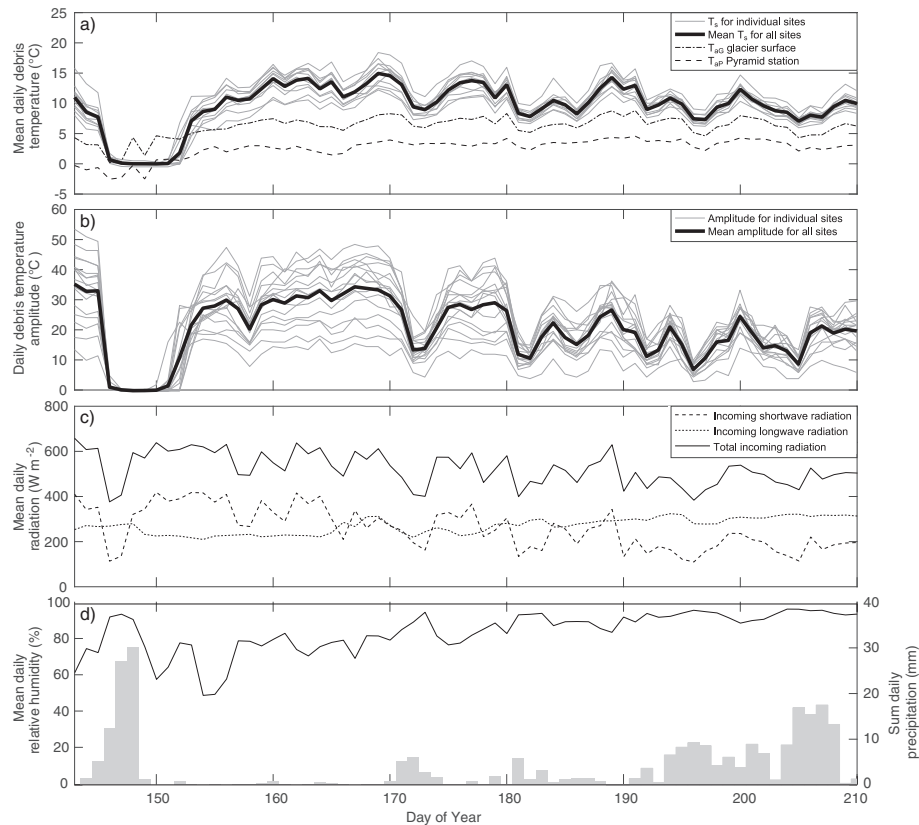 a)
25
20
15
10
5
0
-5
Mean daily debris
temperature (°C)
Ts for individual sites
Mean Ts for all sites
TaG glacier surface
TaP Pyramid station
b)
60
50
40
30
20
10
0
Daily debris temperature
amplitude (°C )
Amplitude for individual sites
Mean amplitude for all sites
c)
800
600
400
200
0
Mean daily
radiation (W m-2)
Incoming shortwave radiation
Incoming longwave radiation
Total incoming radiation
d)
100
80
60
40
20
0
Mean daily
relative humidity (%)
40
30
20
10
0
Sum daily
precipitation (mm)
150 160 170 180 190 200 210
Day of Year